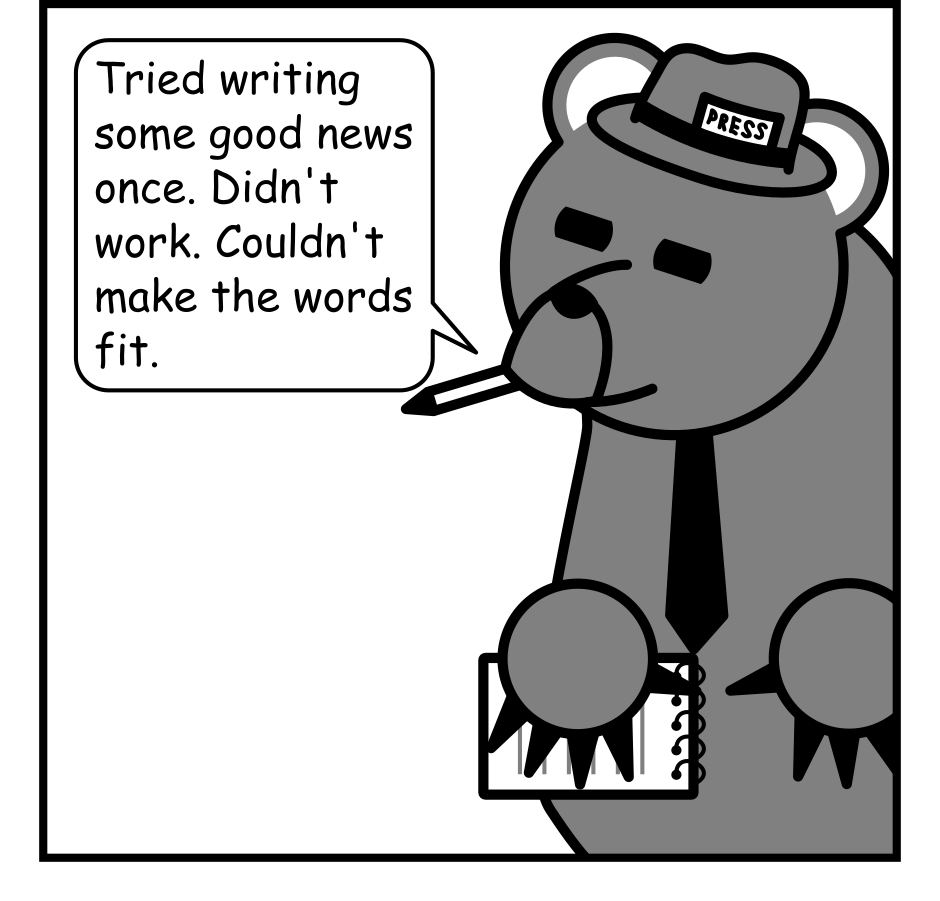 Tried writing
some good news
once. Didn't
work. Couldn't
make the words
fit.
PRESS